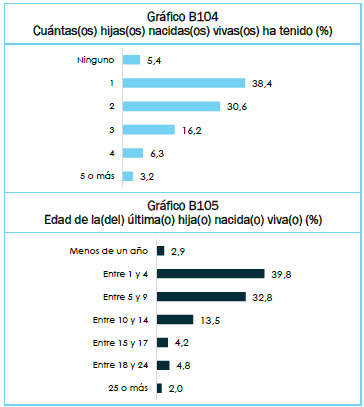 Gráfico B104
Cuántas(os) hijas(os) nacidas(os) vivas(os) ha tenido (%)
Ninguno 5,4
1 38,4
2 30,6
3 16,2
4 6,3
5 o más 3,2
Gráfico B105
Edad de la(del) última(o) hija(o) nacida(o) viva(o) (%)
Menos de un año 2,9
Entre 1 y 4 39,8
Entre 5 y 9 32,8
Entre 10 y 14 13,5
Entre 15 y 17 4,2
Entre 18 y 24 4,8
25 o más 2,0